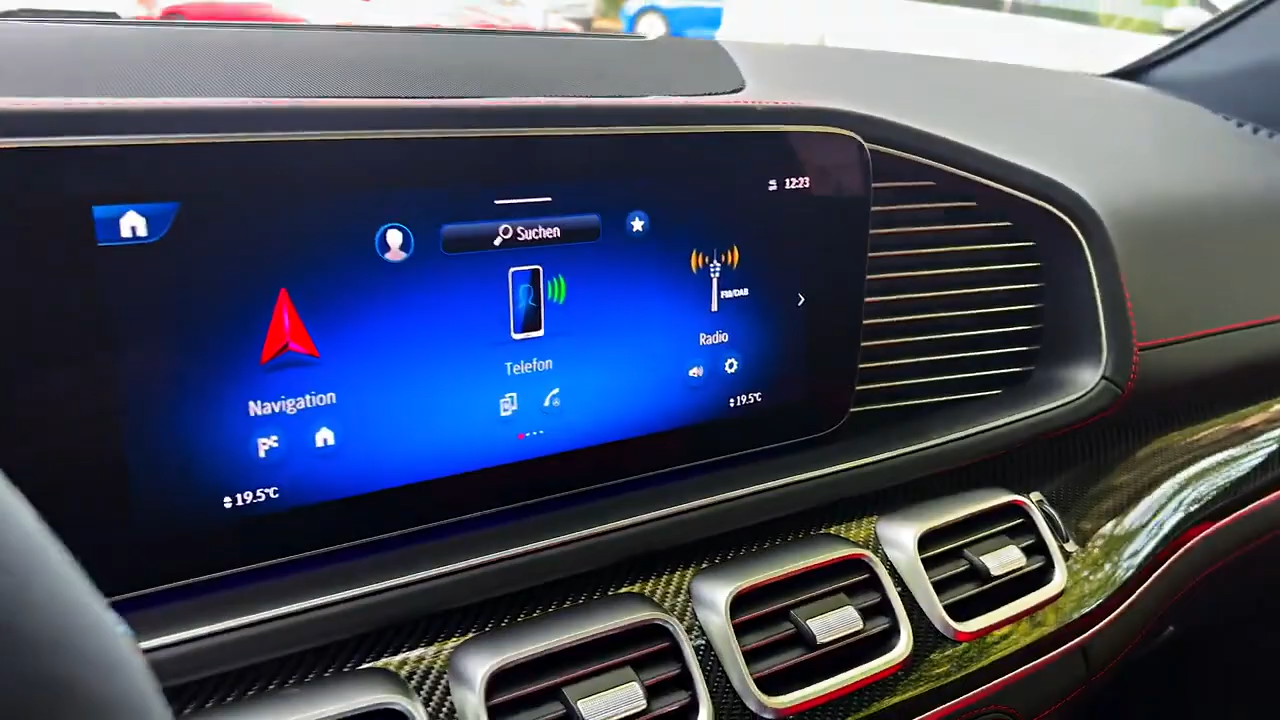 12:23
Suchen
FM/DAB
Radio
Telefon
Navigation
19.5°C
19.5°C